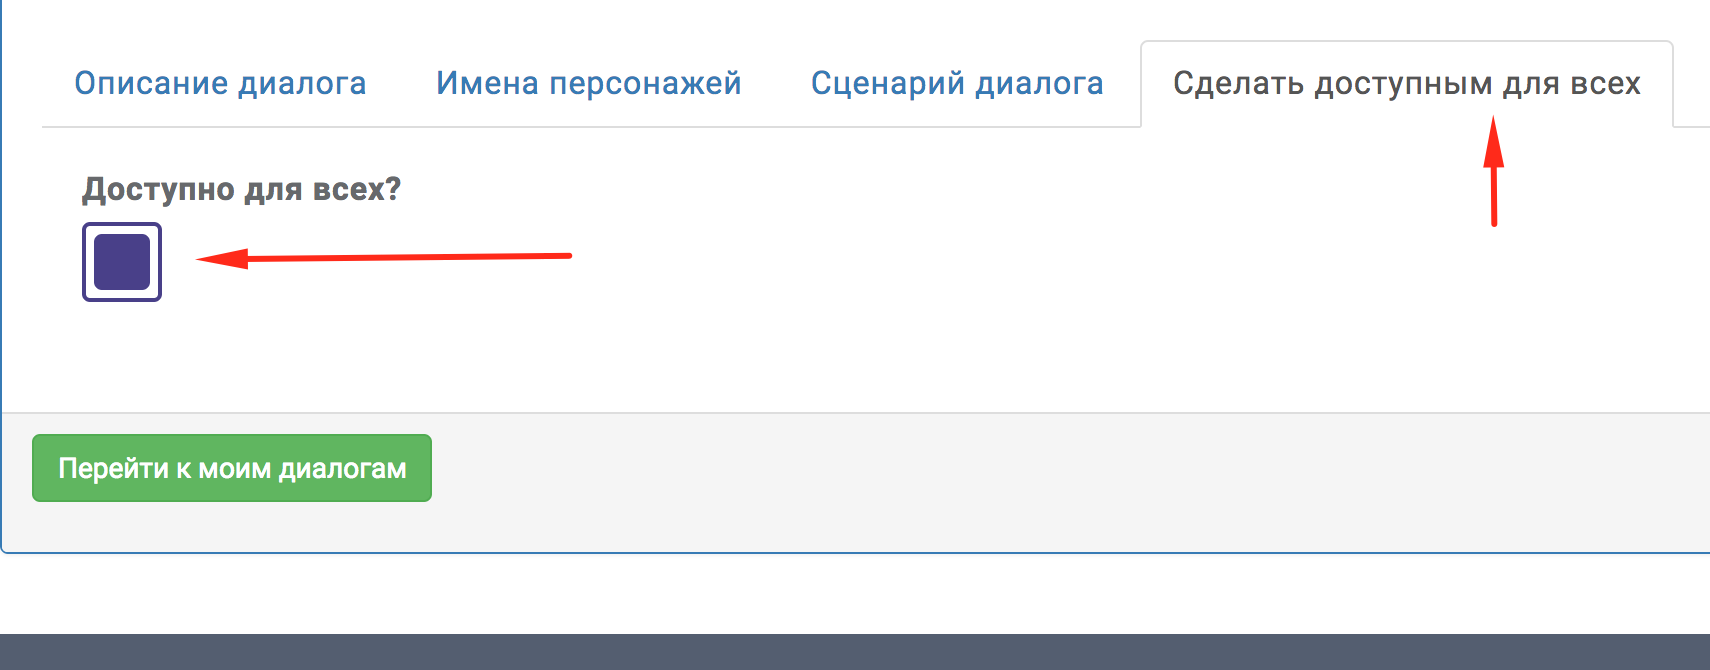 Описание диалога Имена персонажей Сценарий диалога Сделать доступным для всех
Доступно для всех?
Перейти к моим диалогам